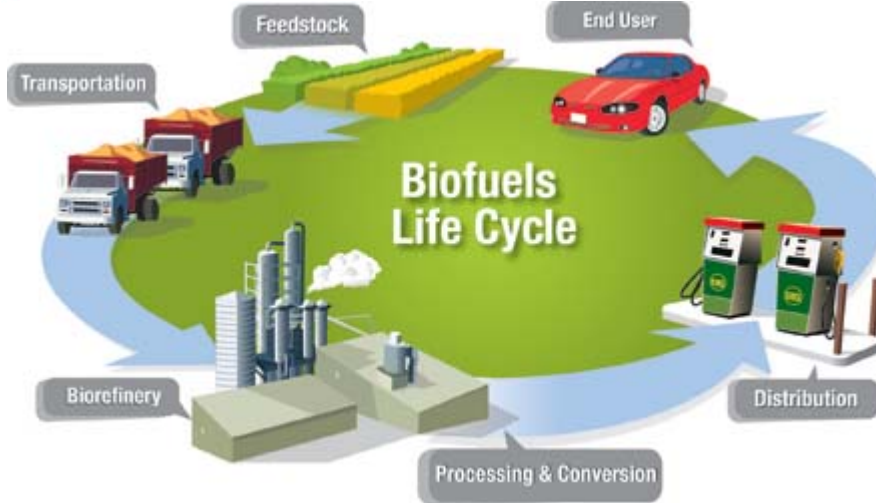 Feedstock
End User
Transportation
Biofuels
Life Cycle
Biorefinery
Distribution
Processing & Conversion